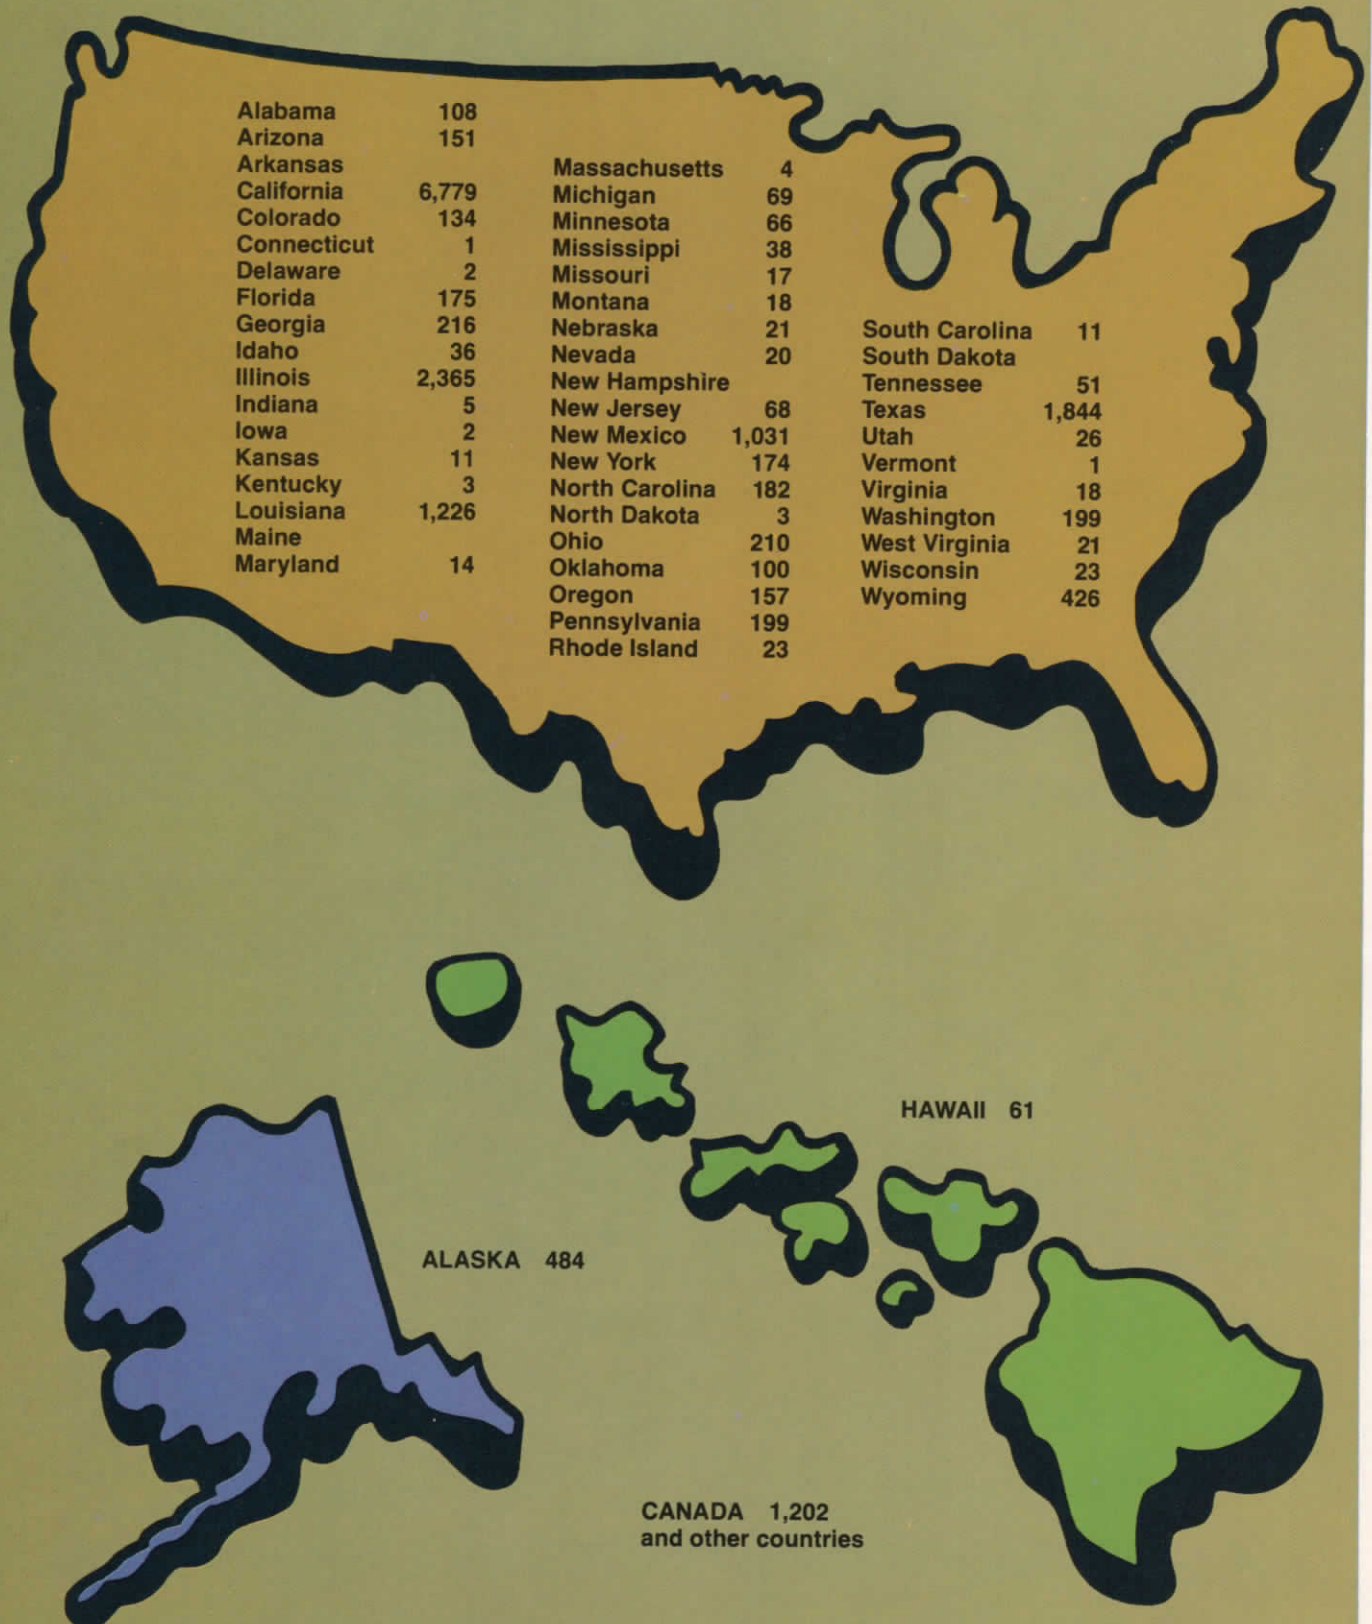 Alabama 108
Arizona 151
Arkansas
California 6,779
Colorado 134
Connecticut 1
Delaware 2
Florida 175
Georgia 216
Idaho 36
Illinois 2,365
Indiana 5
Iowa 2
Kansas 11
Kentucky 3
Louisiana 1,226
Maine
Maryland 14
Massachusetts 4
Michigan 69
Minnesota 66
Mississippi 38
Missouri 17
Montana 18
Nebraska 21
Nevada 20
New Hampshire
New Jersey 68
New Mexico 1,031
New York 174
North Carolina 182
North Dakota 3
Ohio 210
Oklahoma 100
Oregon 157
Pennsylvania 199
Rhode Island 23
South Carolina 11
South Dakota
Tennessee 51
Texas 1,844
Utah 26
Vermont 1
Virginia 18
Washington 199
West Virginia 21
Wisconsin 23
Wyoming 426
HAWAII 61
ALASKA 484
CANADA 1,202
and other countries